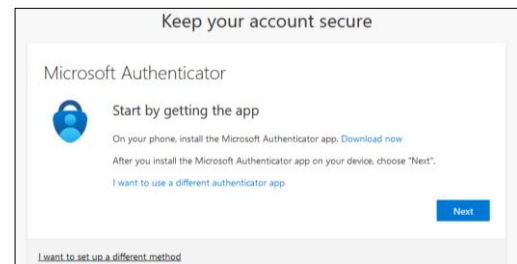 Keep your account secure
Microsoft Authenticator
Start by getting the app
On your phone, install the Microsoft Authenticator app. Download now
After you install the Microsoft Authenticator app on your device, choose "Next".
I want to use a different authenticator app
Next
I want to set up a different method